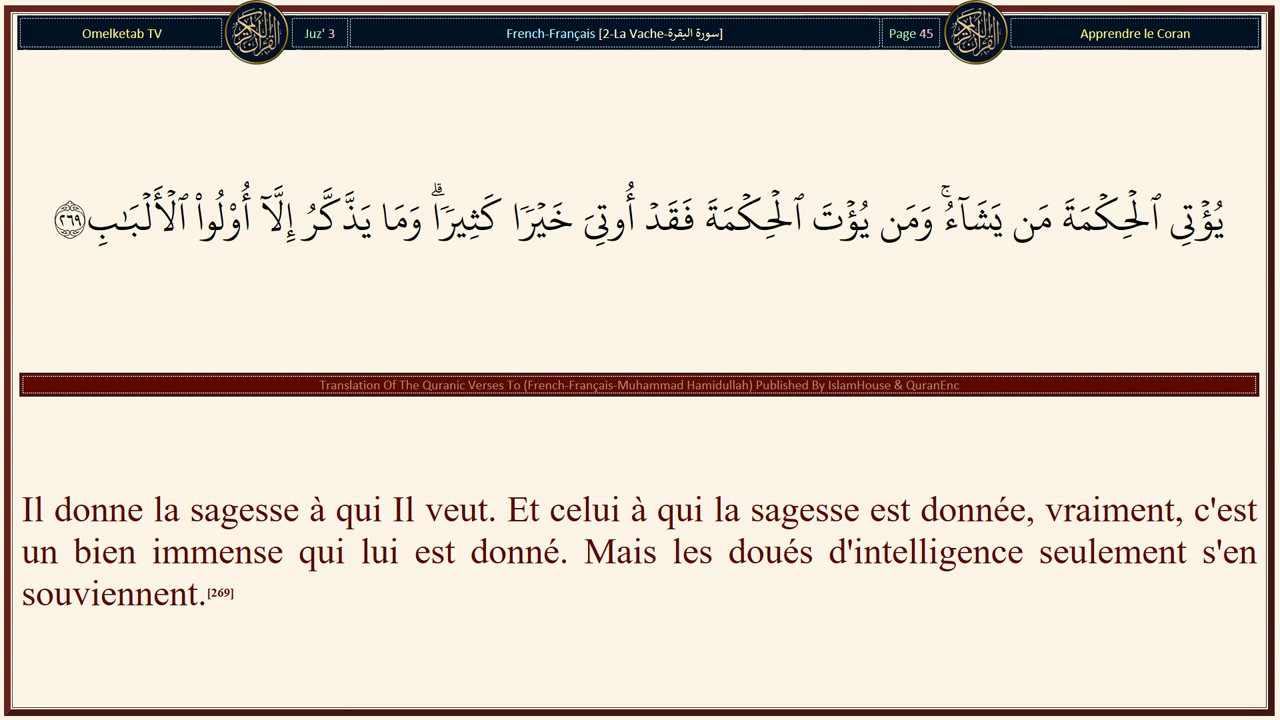 Omelketab TV
Juz' 3
French-Français [2-La Vache-سورة البقرة]
Page 45
Apprendre le Coran
يُؤۡتِي ٱلۡحِكۡمَةَ مَن يَشَآءُۚ وَمَن يُؤۡتَ ٱلۡحِكۡمَةَ فَقَدۡ أُوتِيَ خَيۡرٗا كَثِيرٗاۗ وَمَا يَذَّكَّرُ إِلَّآ أُوْلُواْ ٱلۡأَلۡبَٰبِ ٢٦٩
Translation Of The Quranic Verses To (French-Français-Muhammad Hamidullah) Published By IslamHouse & QuranEnc
Il donne la sagesse à qui Il veut. Et celui à qui la sagesse est donnée, vraiment, c'est
un bien immense qui lui est donné. Mais les doués d'intelligence seulement s'en
souviennent.[269]